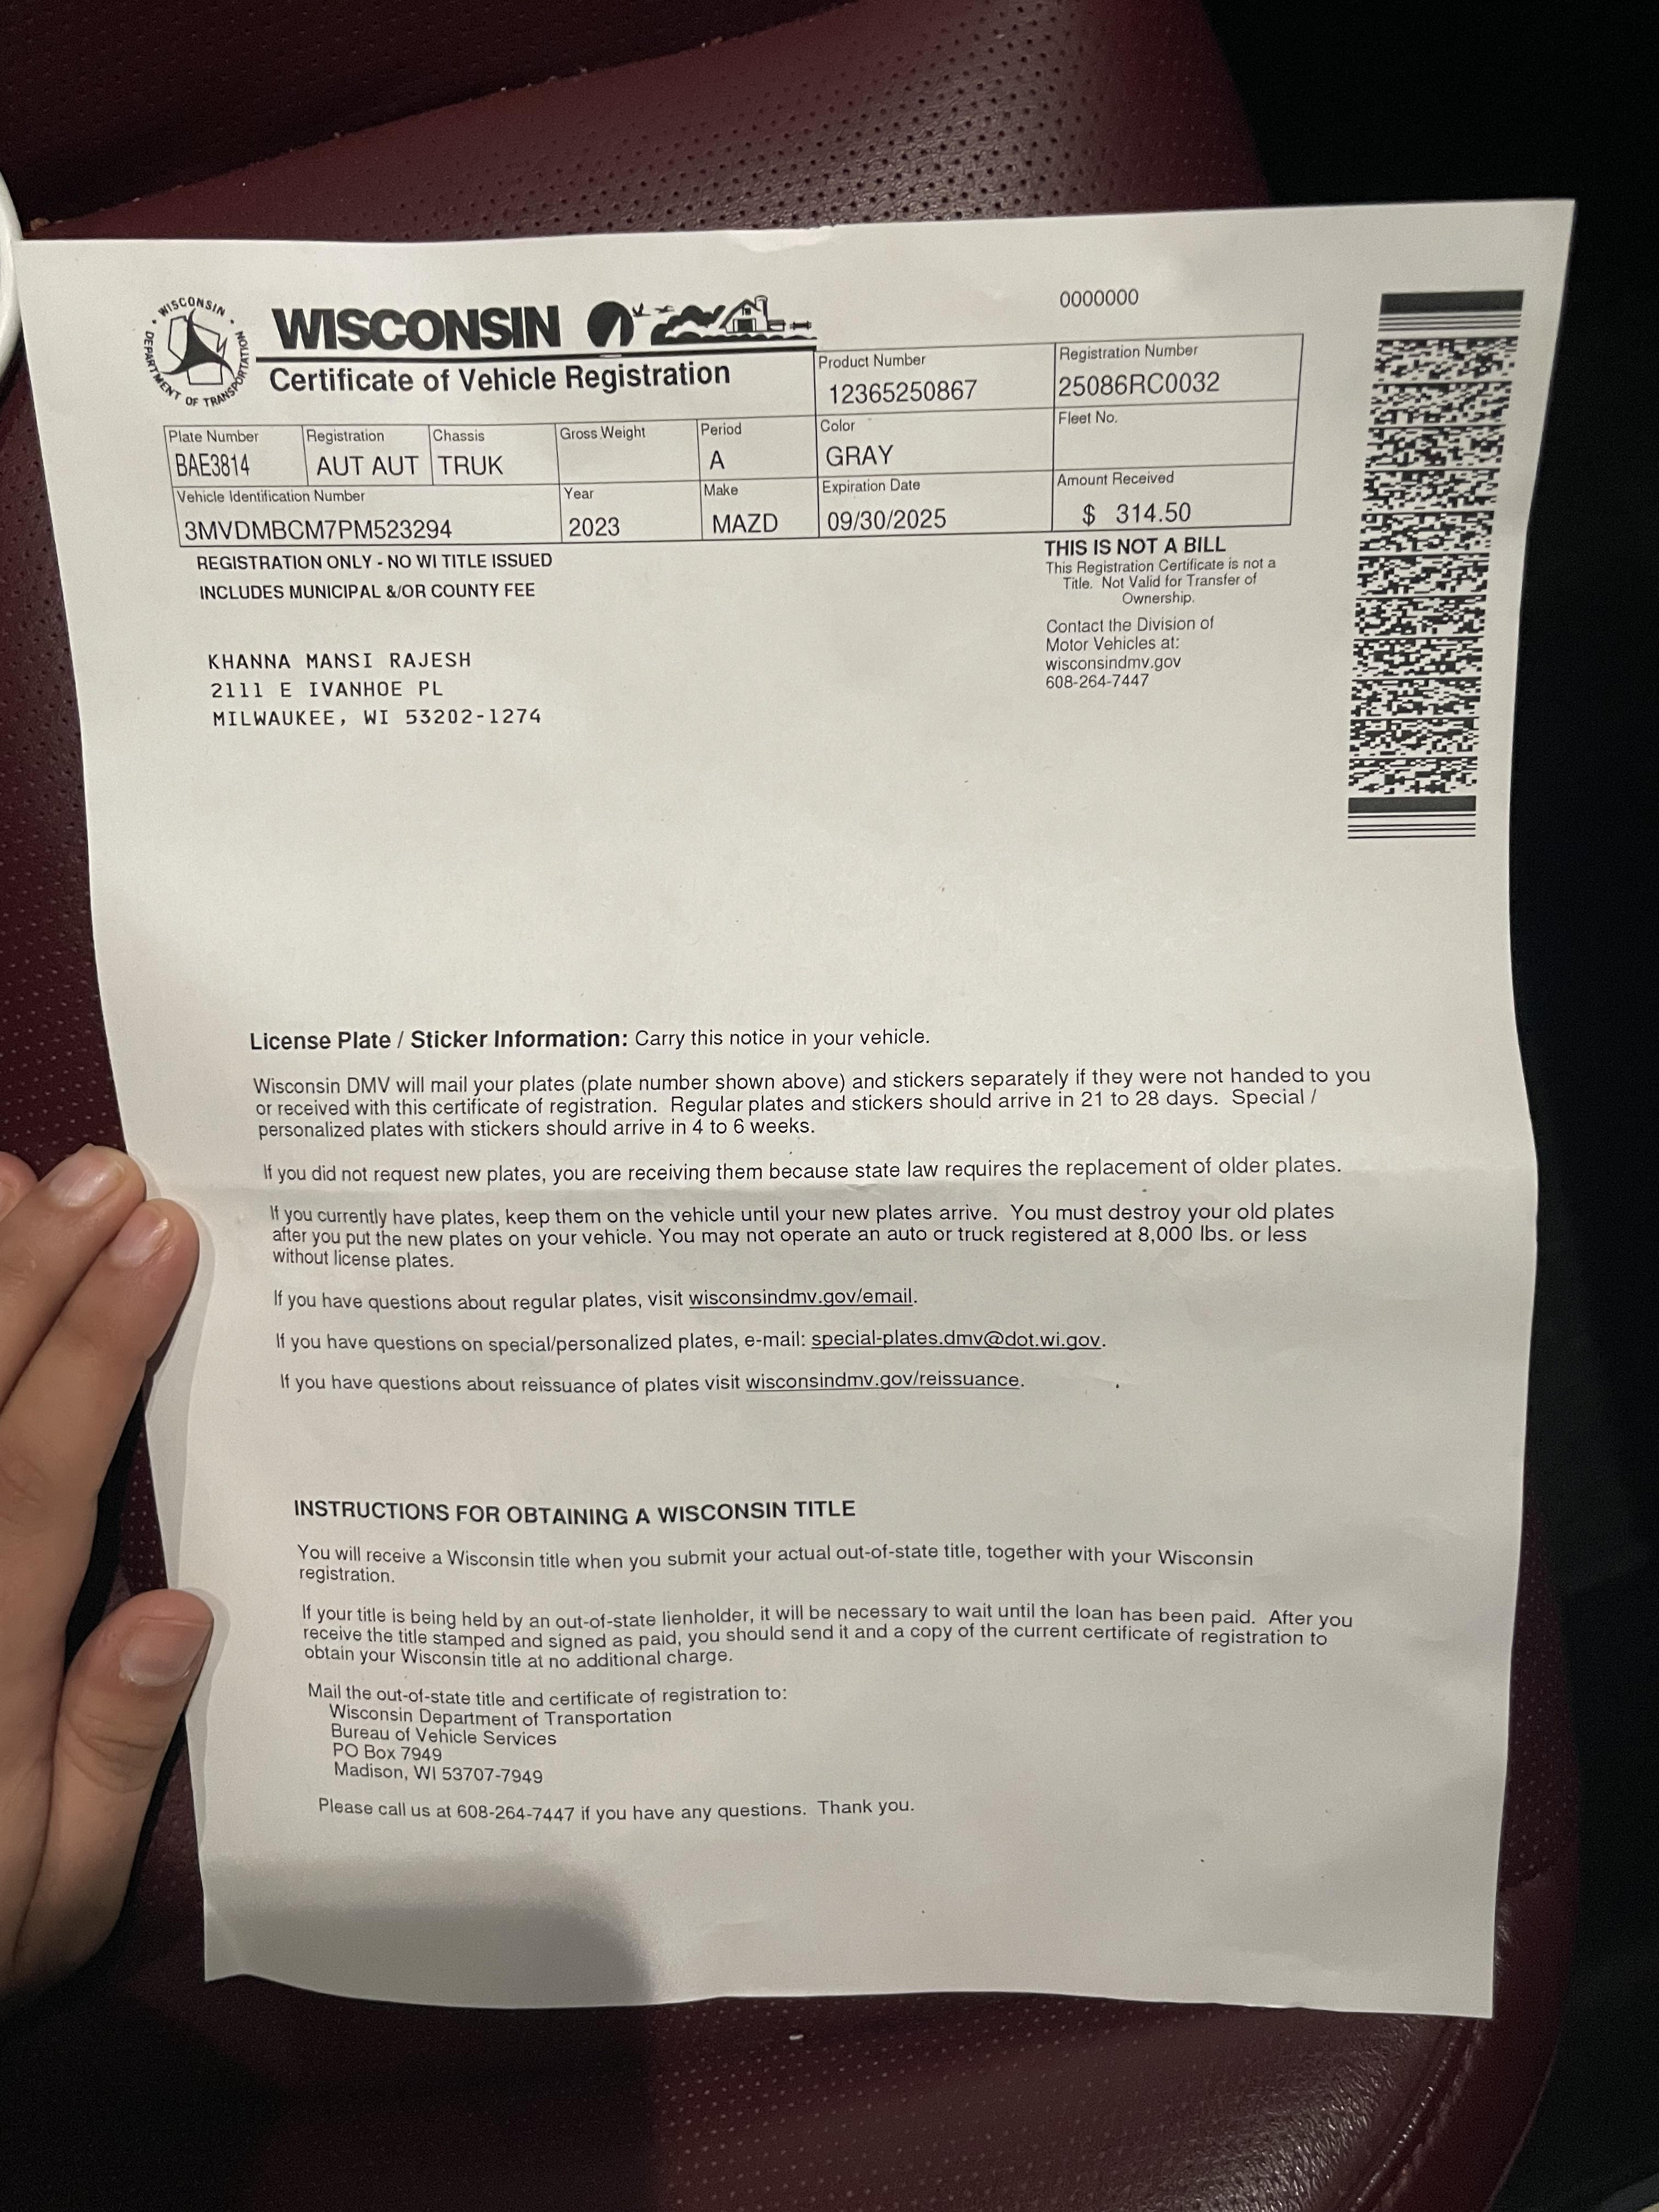 WISCONSIN DEPARTMENT OF TRANSPORTATION
WISCONSIN
Certificate of Vehicle Registration
0000000
Product Number
12365250867
Registration Number
25086RC0032
Plate Number
BAE3814
Registration
AUT AUT
Chassis
TRUK
Gross Weight
Period
A
Color
GRAY
Fleet No.
Vehicle Identification Number
3MVDMBCM7PM523294
Year
2023
Make
MAZD
Expiration Date
09/30/2025
Amount Received
$ 314.50
REGISTRATION ONLY - NO WI TITLE ISSUED
INCLUDES MUNICIPAL &/OR COUNTY FEE
THIS IS NOT A BILL
This Registration Certificate is not a
Title. Not Valid for Transfer of
Ownership.
Contact the Division of
Motor Vehicles at:
wisconsindmv.gov
608-264-7447
KHANNA MANSI RAJESH
2111 E IVANHOE PL
MILWAUKEE, WI 53202-1274
License Plate / Sticker Information: Carry this notice in your vehicle.
Wisconsin DMV will mail your plates (plate number shown above) and stickers separately if they were not handed to you
or received with this certificate of registration. Regular plates and stickers should arrive in 21 to 28 days. Special /
personalized plates with stickers should arrive in 4 to 6 weeks.
If you did not request new plates, you are receiving them because state law requires the replacement of older plates.
If you currently have plates, keep them on the vehicle until your new plates arrive. You must destroy your old plates
after you put the new plates on your vehicle. You may not operate an auto or truck registered at 8,000 lbs. or less
without license plates.
If you have questions about regular plates, visit wisconsindmv.gov/email.
If you have questions on special/personalized plates, e-mail: special-plates.dmv@dot.wi.gov.
If you have questions about reissuance of plates visit wisconsindmv.gov/reissuance.
INSTRUCTIONS FOR OBTAINING A WISCONSIN TITLE
You will receive a Wisconsin title when you submit your actual out-of-state title, together with your Wisconsin
registration.
If your title is being held by an out-of-state lienholder, it will be necessary to wait until the loan has been paid. After you
receive the title stamped and signed as paid, you should send it and a copy of the current certificate of registration to
obtain your Wisconsin title at no additional charge.
Mail the out-of-state title and certificate of registration to:
Wisconsin Department of Transportation
Bureau of Vehicle Services
PO Box 7949
Madison, WI 53707-7949
Please call us at 608-264-7447 if you have any questions. Thank you.